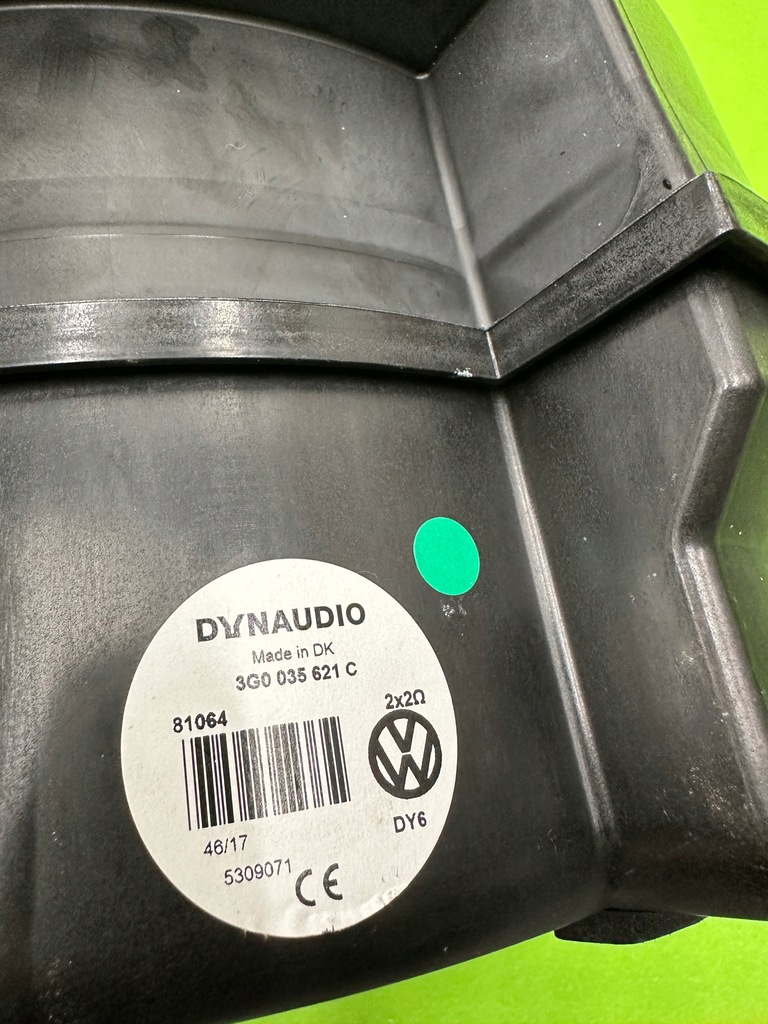 DYNAUDIO
Made in DK
3G0 035 621 C
81064
2x2Ω
DY6
46/17
5309071
CE